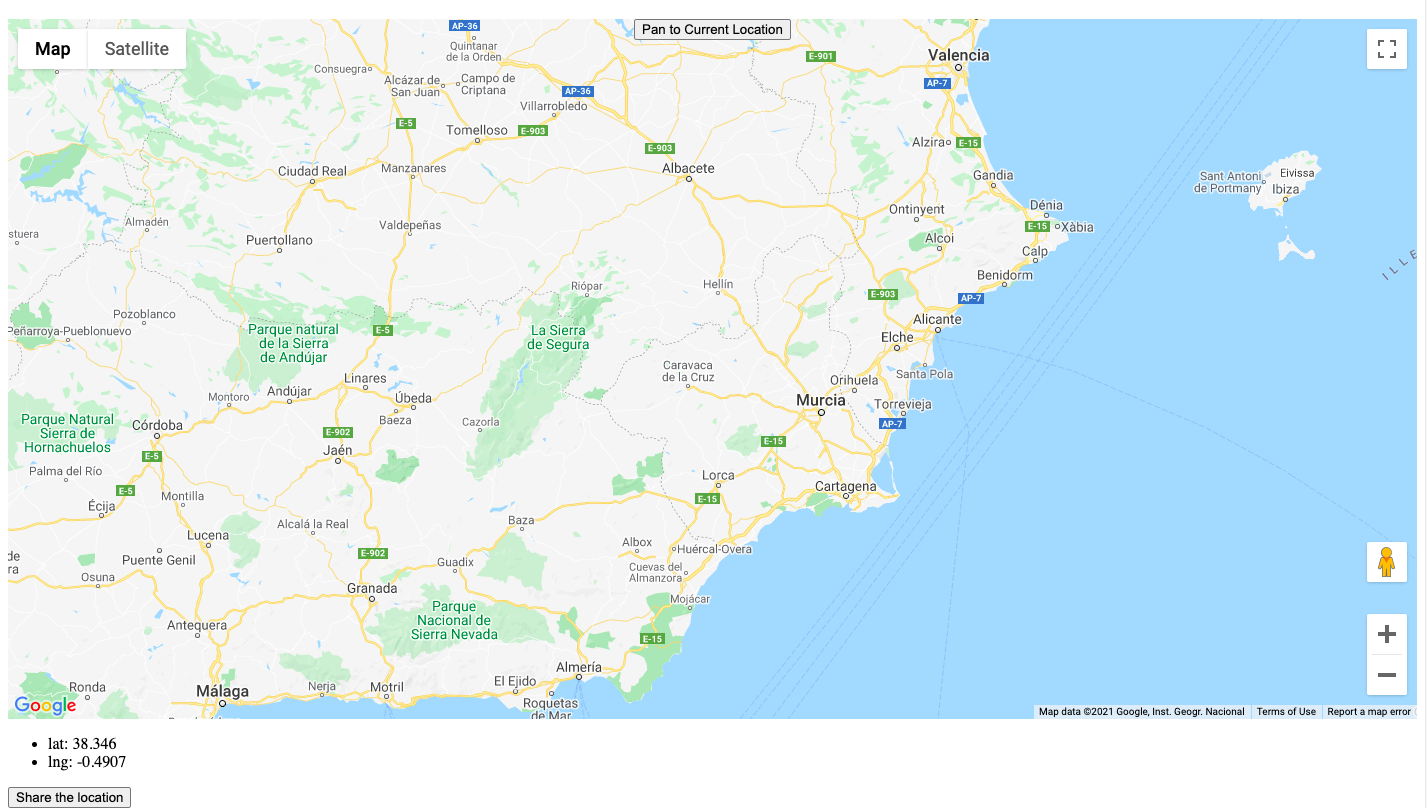 Map
Satellite
Pan to Current Location
AP-36
Quintanar
de la Orden
E-901
Valencia
Consuegra
Alcázar de
San Juan
Campo de
Criptana
AP-7
AP-36
Villarrobledo
E-5
Tomelloso
E-903
E-903
Alzira
E-15
Ciudad Real
Manzanares
Albacete
Gandia
Sant Antoni
de Portmany
Eivissa
Ibiza
Almadén
Valdepeñas
Ontinyent
Dénia
E-15
Xàbia
stuera
Puertollano
Alcoi
Calp
ILLE
Benidorm
Riópar
Hellín
E-903
AP-7
Pozoblanco
Peñarroya-Pueblonuevo
Parque natural
de la Sierra
de Andújar
E-5
La Sierra
de Segura
Alicante
Elche
Caravaca
de la Cruz
Santa Pola
Linares
Andújar
Orihuela
Montoro
Úbeda
Murcia
Torrevieja
Baeza
Cazorla
AP-7
Parque Natural
Sierra de
Hornachuelos
Córdoba
E-902
E-15
Jaén
E-5
Palma del Río
Lorca
Cartagena
E-5
Montilla
E-15
Écija
Alcalá la Real
Baza
Lucena
Albox
Huércal-Overa
de
ra
Puente Genil
E-902
Guadix
Cuevas del
Almanzora
Osuna
Granada
Mojácar
Parque
Nacional de
Sierra Nevada
Antequera
E-15
Almería
Ronda
Málaga
Nerja
Motril
El Ejido
Roquetas
de Mar
Google
Map data ©2021 Google, Inst. Geogr. Nacional
Terms of Use
Report a map error
lat: 38.346
lng: -0.4907
Share the location